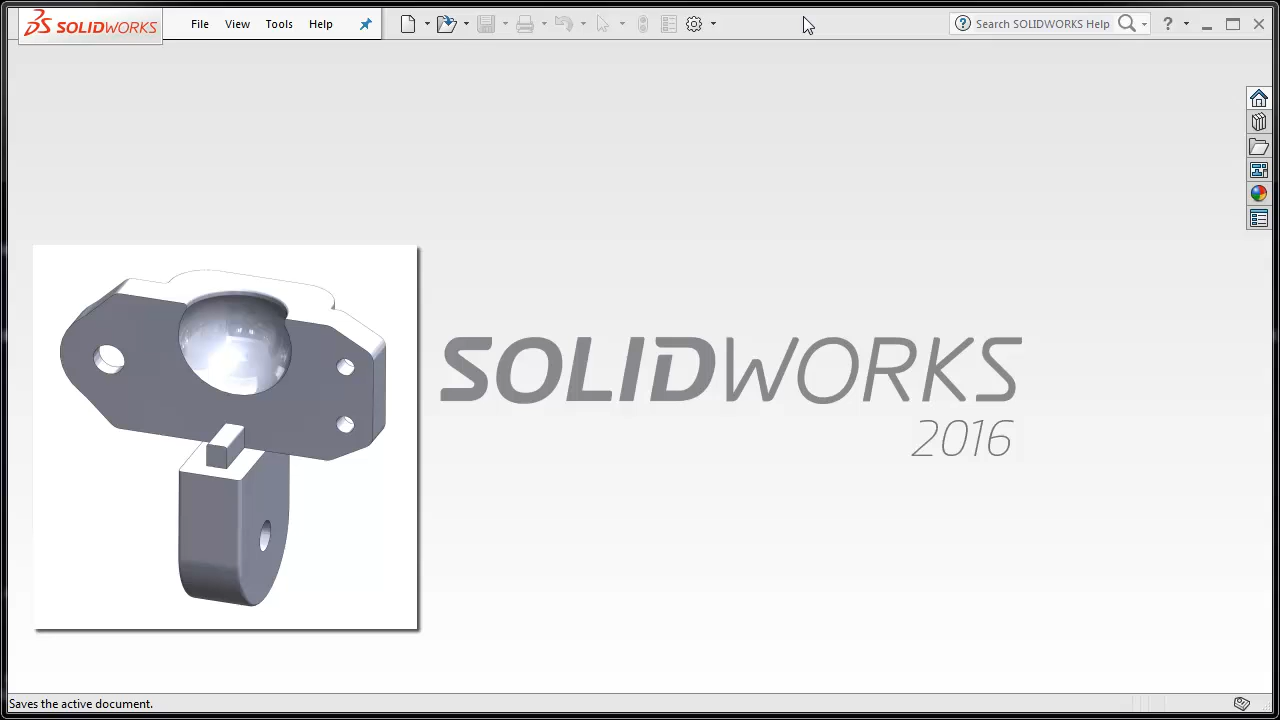 SOLIDWORKS
File View Tools Help
Search SOLIDWORKS Help
?
SOLIDWORKS
2016
Saves the active document.